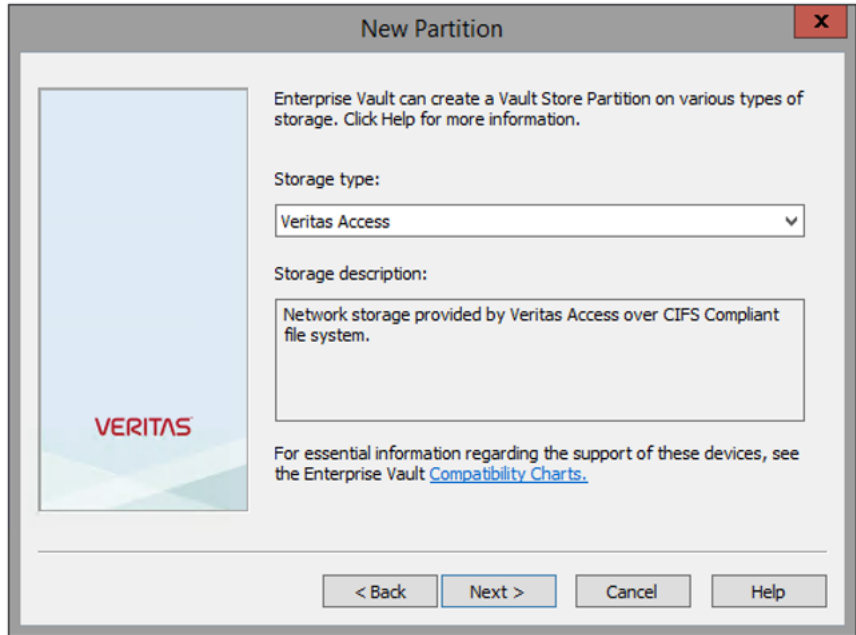 New Partition
x
Enterprise Vault can create a Vault Store Partition on various types of
storage. Click Help for more information.
Storage type:
Veritas Access
Storage description:
Network storage provided by Veritas Access over CIFS Compliant
file system.
VERITAS
For essential information regarding the support of these devices, see
the Enterprise Vault Compatibility Charts.
< Back
Next >
Cancel
Help